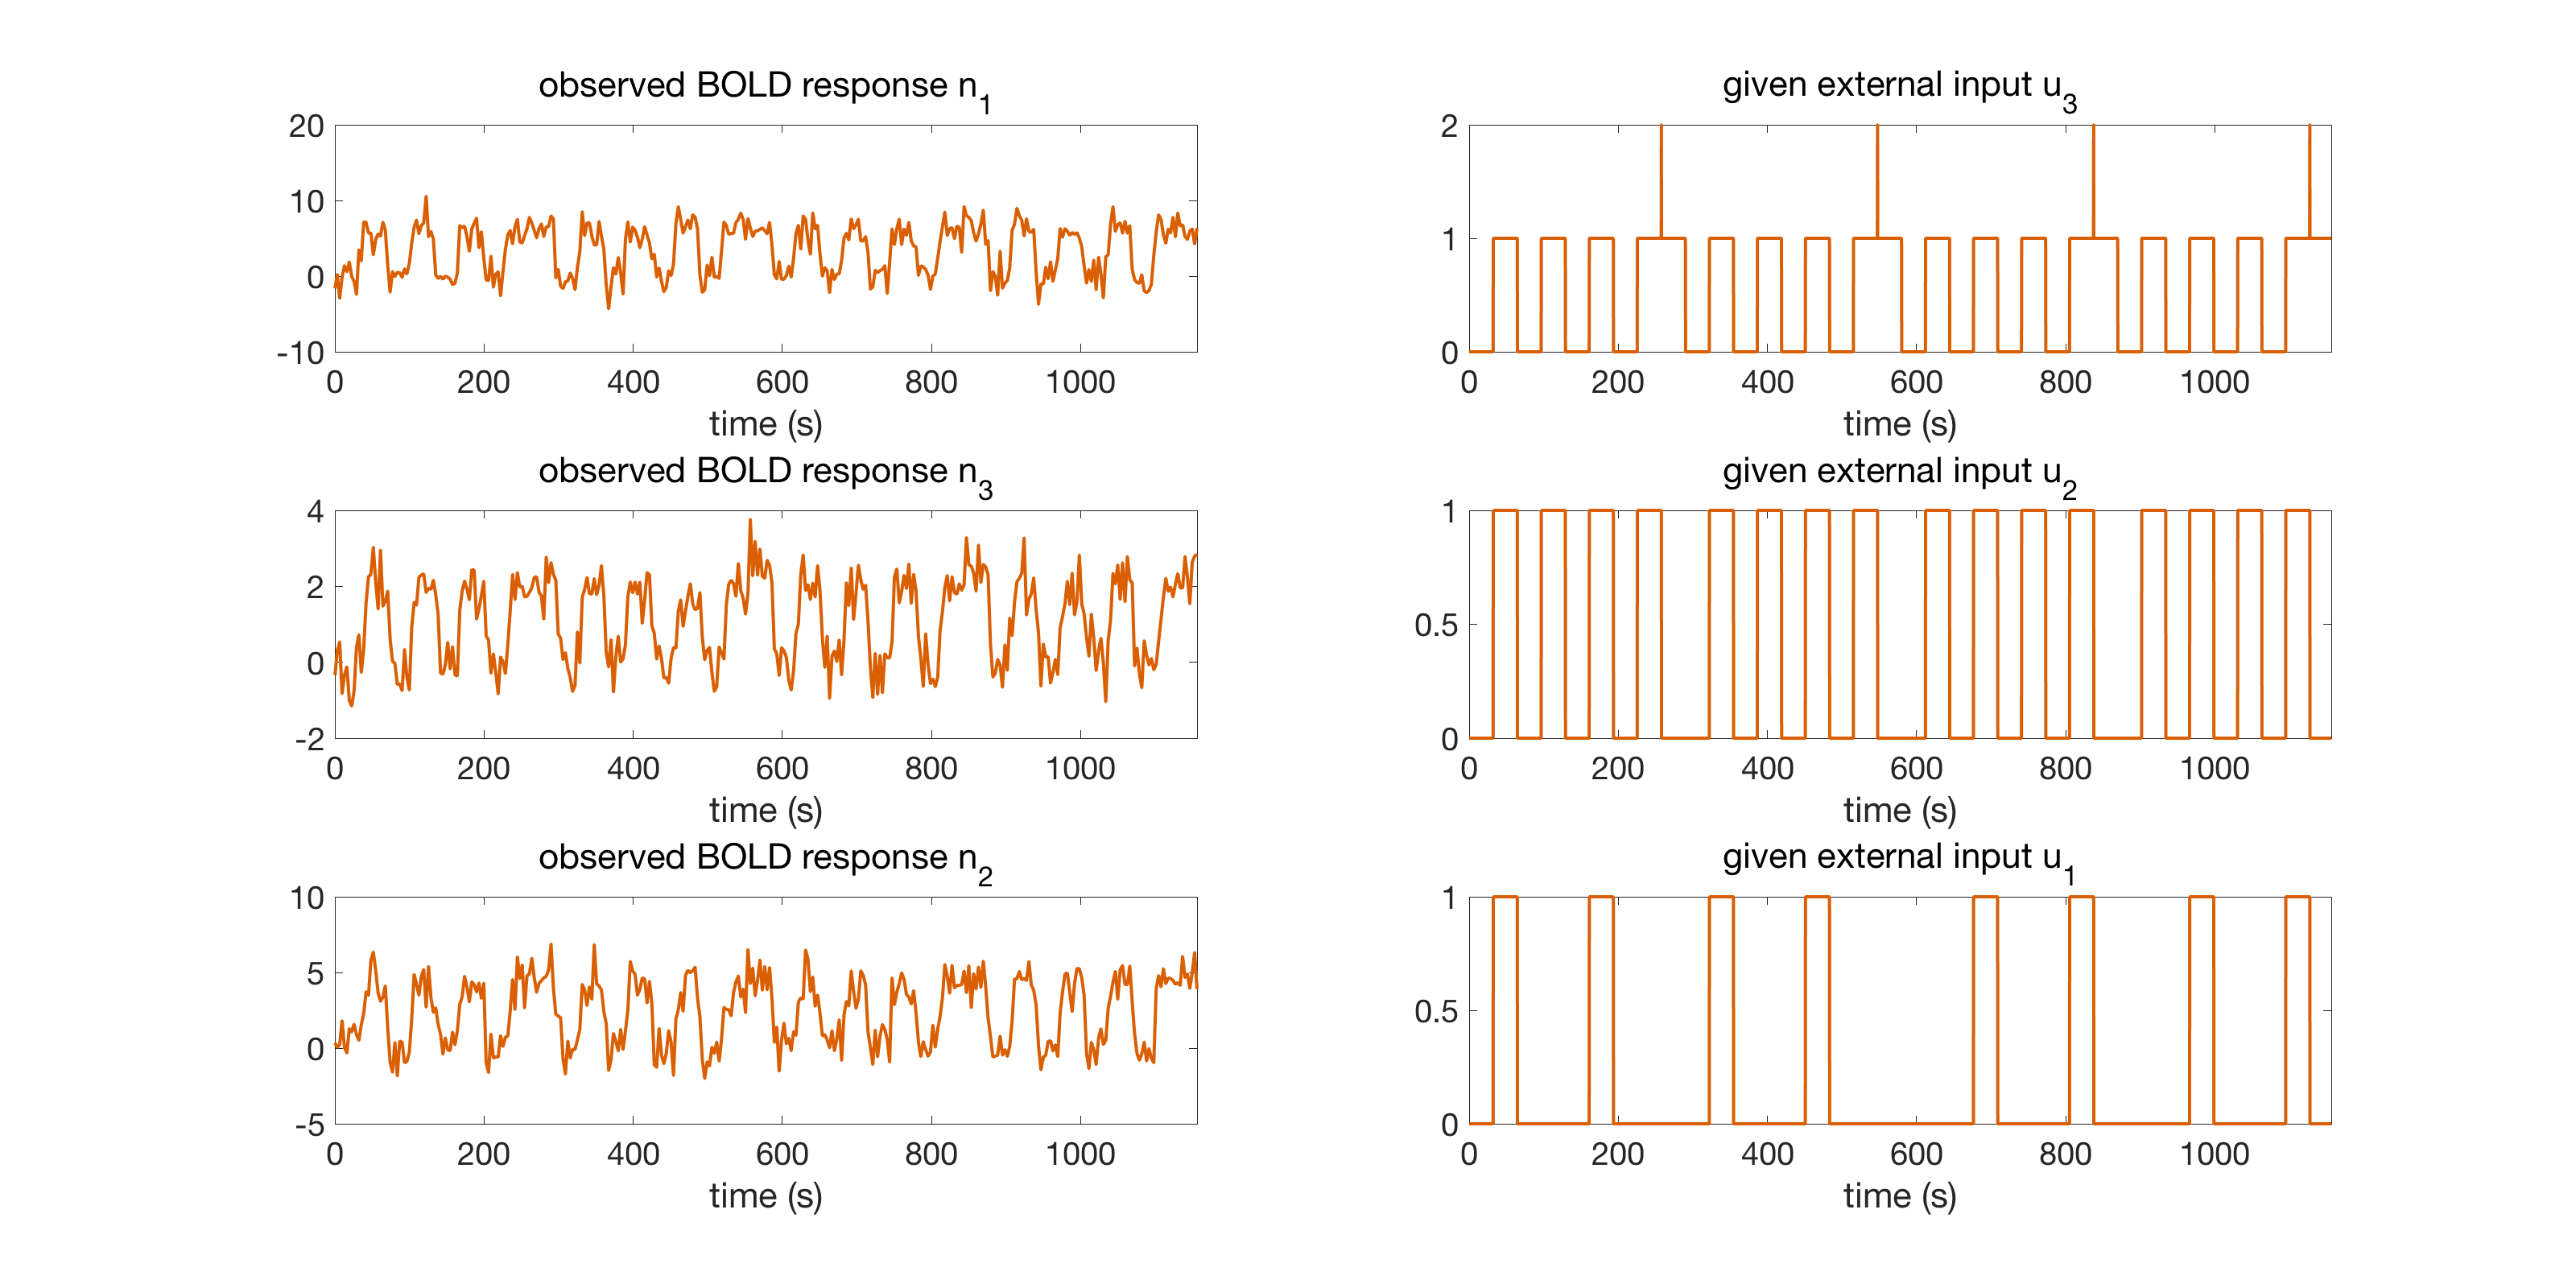 observed BOLD response n1
20
10
0
-10
0 200 400 600 800 1000
time (s)
given external input u3
2
1
0
0 200 400 600 800 1000
time (s)
observed BOLD response n3
4
2
0
-2
0 200 400 600 800 1000
time (s)
given external input u2
1
0.5
0
0 200 400 600 800 1000
time (s)
observed BOLD response n2
10
5
0
-5
0 200 400 600 800 1000
time (s)
given external input u1
1
0.5
0
0 200 400 600 800 1000
time (s)